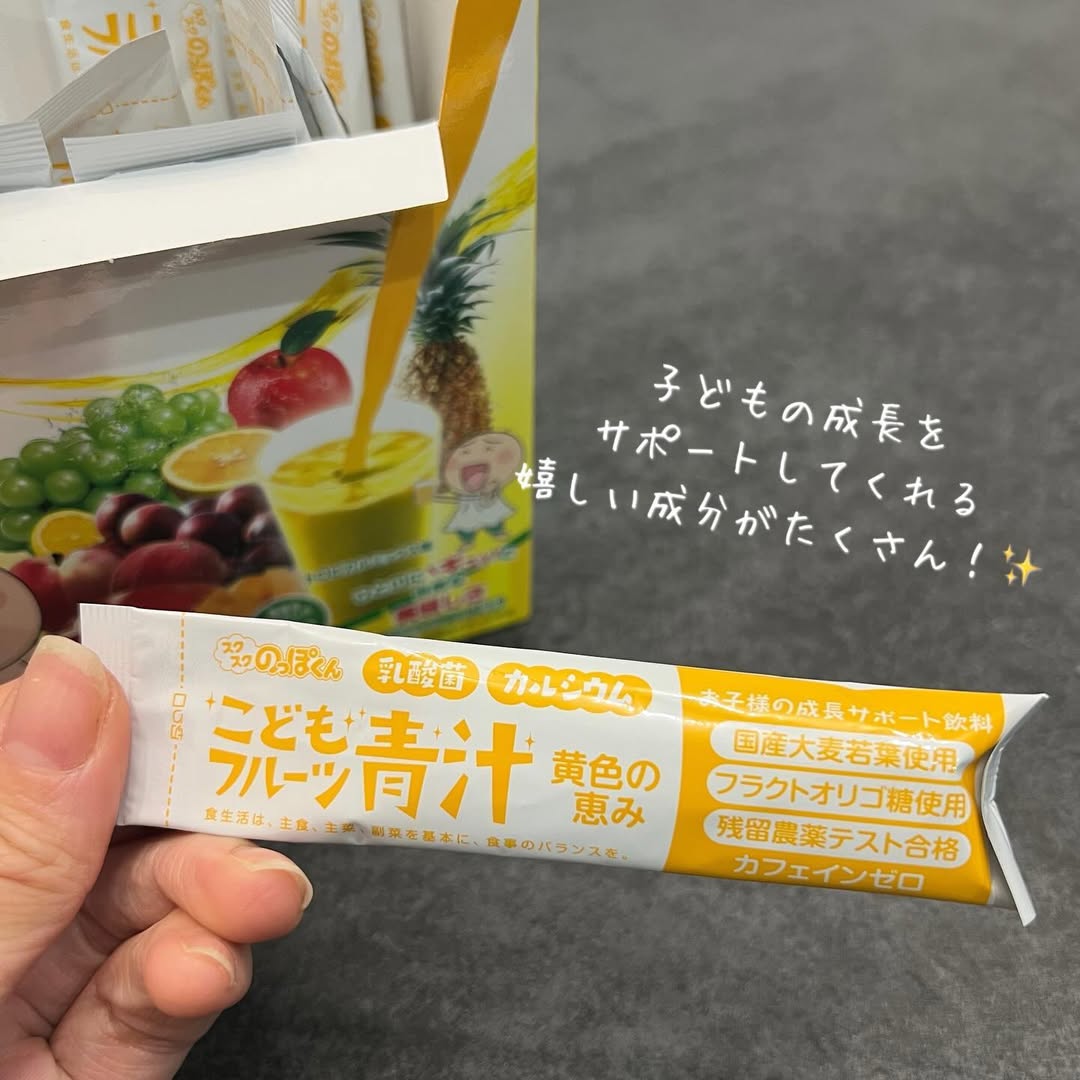 のっぽくん
子どもの成長を
サポートしてくれる
嬉しい成分がたくさん！✨
スクスク
のっぽくん
乳酸菌
カルシウム
こども
フルーツ
青汁
黄色の
恵み
食生活は、主食、主菜、副菜を基本に、食事のバランスを。
お子様の成長サポート飲料
国産大麦若葉使用
フラクトオリゴ糖使用
残留農薬テスト合格
カフェインゼロ